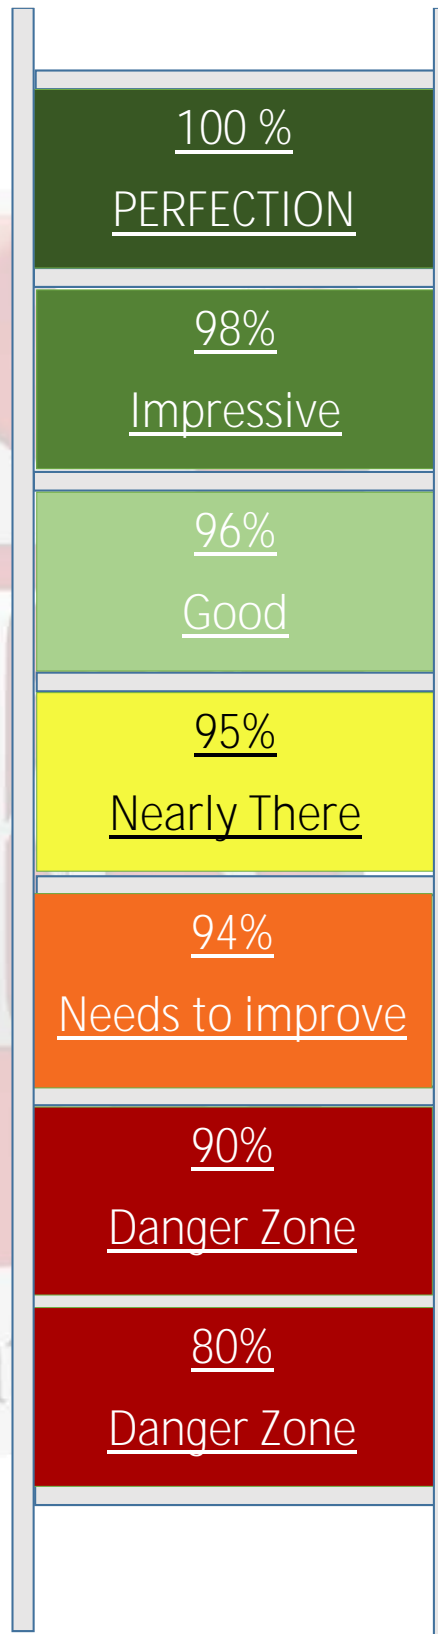 100 %
PERFECTION
98%
Impressive
96%
Good
95%
Nearly There
94%
Needs to improve
90%
Danger Zone
80%
Danger Zone